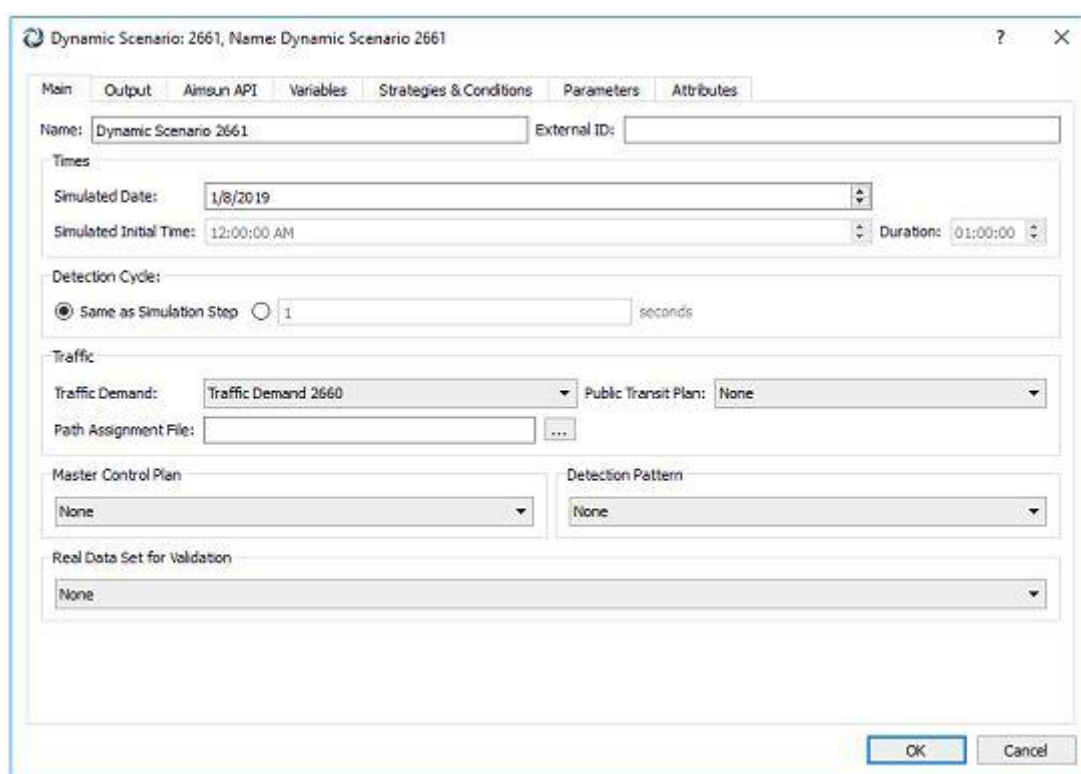 Dynamic Scenario: 2661, Name: Dynamic Scenario 2661 ?
Main Output Aimsun API Variables Strategies & Conditions Parameters Attributes
Name: Dynamic Scenario 2661 External ID:
Times
Simulated Date: 1/8/2019
Simulated Initial Time: 12:00:00 AM Duration: 01:00:00
Detection Cycle:
Same as Simulation Step 1 seconds
Traffic
Traffic Demand: Traffic Demand 2660 Public Transit Plan: None
Path Assignment File: ...
Master Control Plan Detection Pattern
None None
Real Data Set for Validation
None
OK Cancel